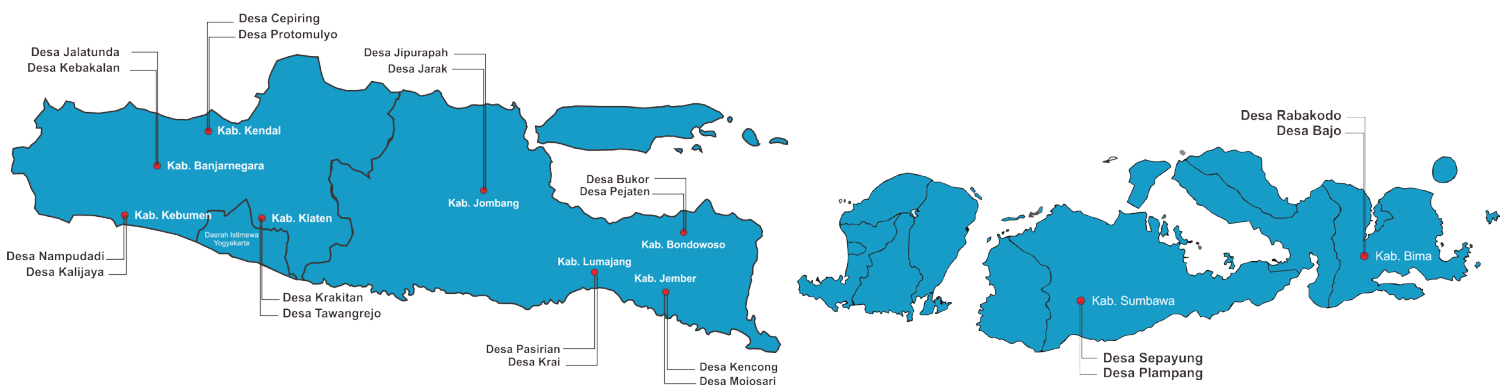 Desa Cepiring
Desa Protomulyo
Desa Jalatunda
Desa Kebakalan
Desa Jipurapah
Desa Jarak
Kab. Kendal
Kab. Banjarnegara
Kab. Kebumen
Kab. Klaten
Daerah Istimewa
Yogyakarta
Desa Nampudadi
Desa Kalijaya
Desa Krakitan
Desa Tawangrejo
Kab. Jombang
Desa Bukor
Desa Pejaten
Kab. Bondowoso
Kab. Lumajang
Kab. Jember
Desa Pasirian
Desa Krai
Desa Kencong
Desa Mojosari
Desa Rabakodo
Desa Bajo
Kab. Bima
Kab. Sumbawa
Desa Sepayung
Desa Plampang